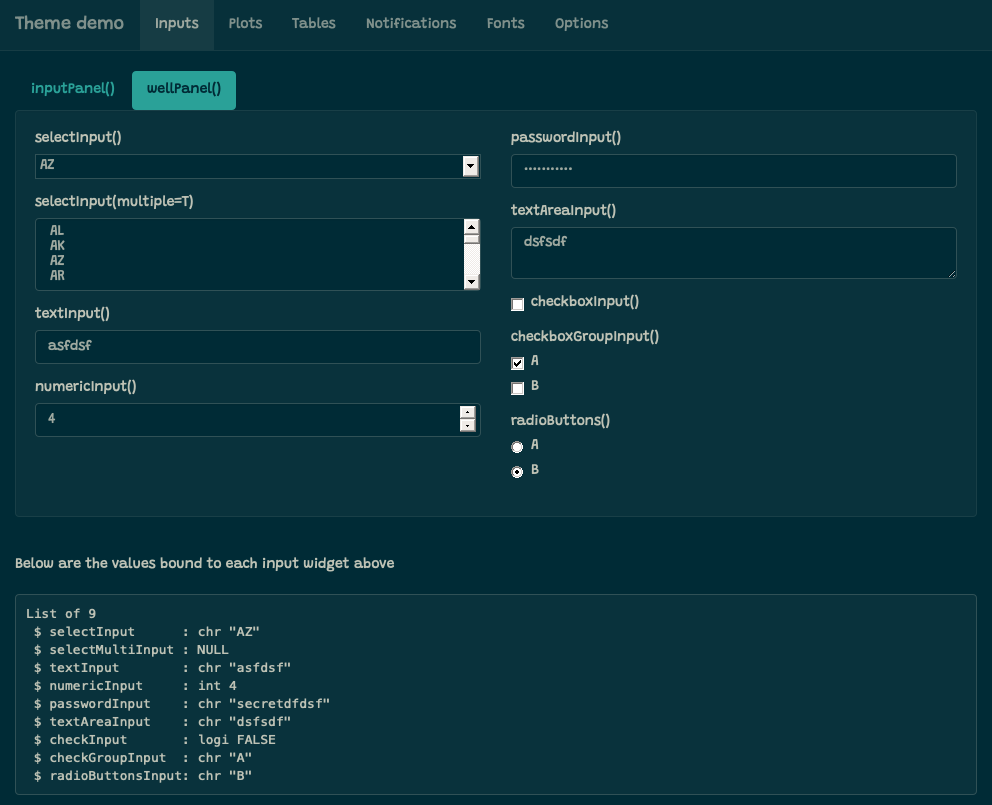 Theme demo Inputs Plots Tables Notifications Fonts Options
inputPanel() wellPanel()
selectInput()
AZ
selectInput(multiple=T)
AL
AK
AZ
AR
textInput()
asfdsf
numericInput()
4
passwordInput()
•••••••••••
textAreaInput()
dsfsdf
checkboxInput()
checkboxGroupInput()
A
B
radioButtons()
A
B
Below are the values bound to each input widget above
List of 9
 $ selectInput      : chr "AZ"
 $ selectMultiInput : NULL
 $ textInput        : chr "asfdsf"
 $ numericInput     : int 4
 $ passwordInput    : chr "secretdfdsf"
 $ textAreaInput    : chr "dsfsdf"
 $ checkInput       : logi FALSE
 $ checkGroupInput  : chr "A"
 $ radioButtonsInput: chr "B"